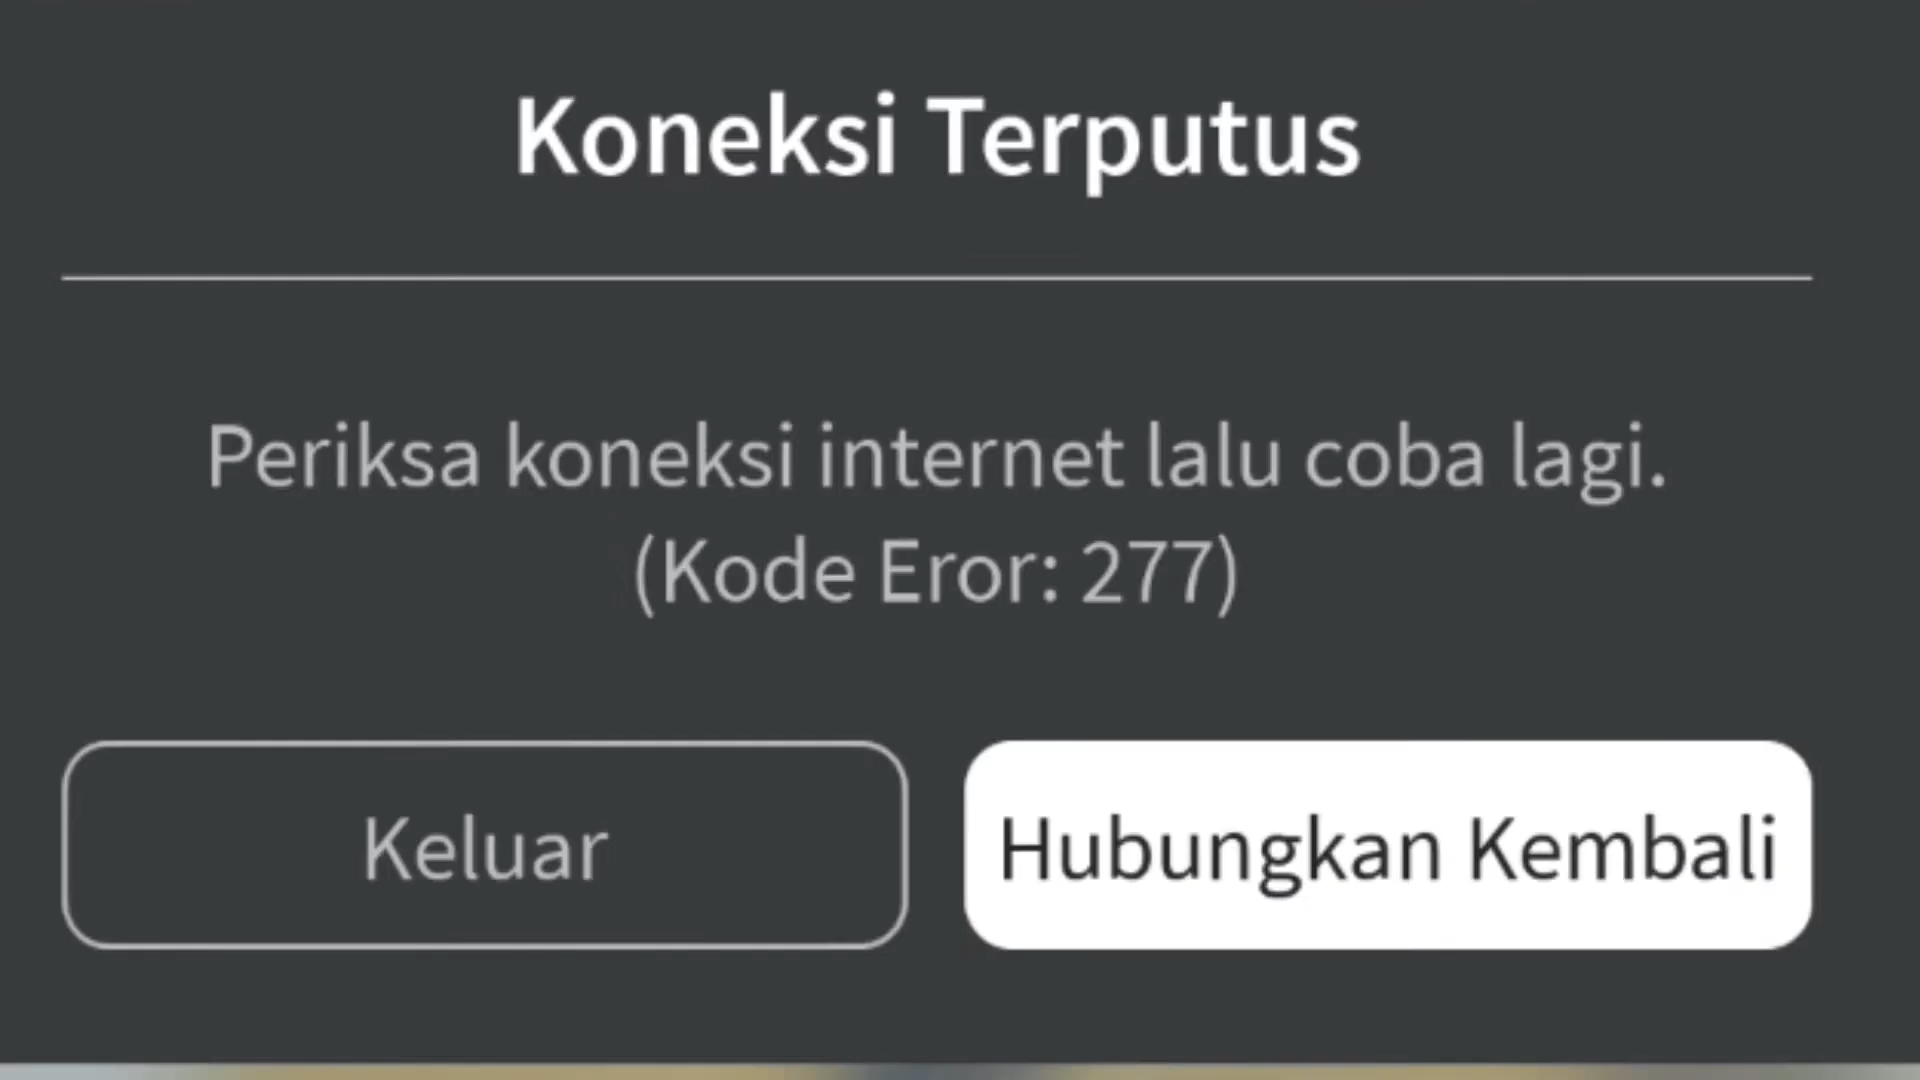 Koneksi Terputus
Periksa koneksi internet lalu coba lagi.
(Kode Eror: 277)
Keluar
Hubungkan Kembali